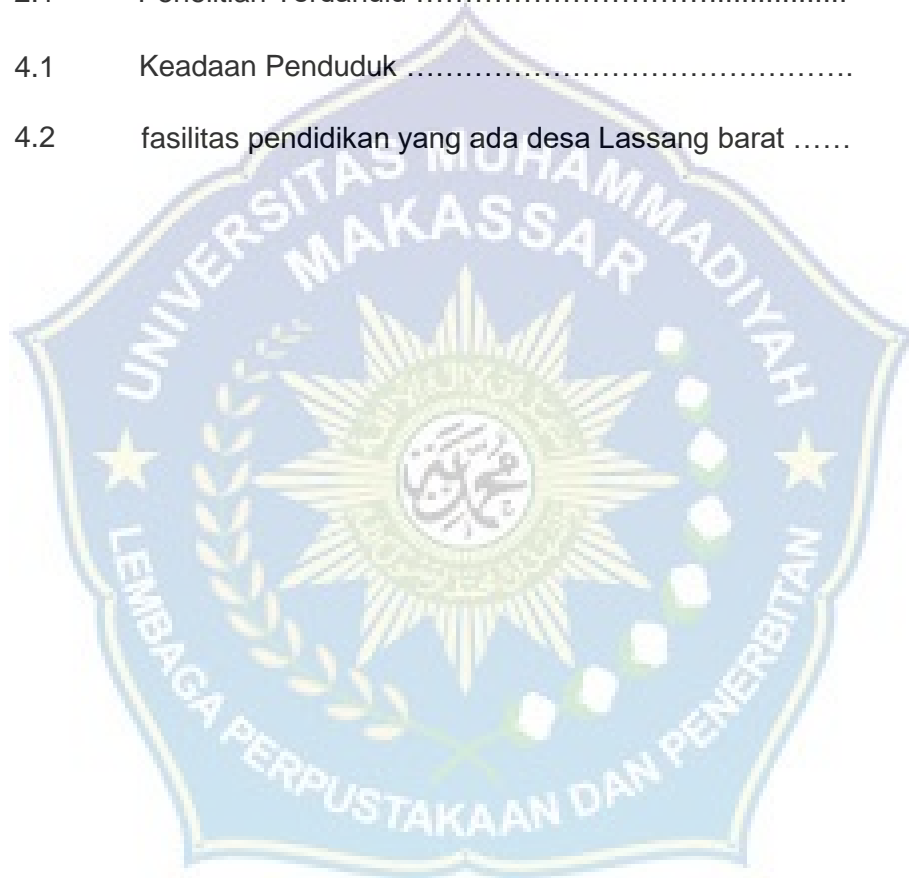 4.1 Keadaan Penduduk ……………………………………….
4.2 fasilitas pendidikan yang ada desa Lassang barat ……
UNIVERSITAS MUHAMMADIYAH
MAKASSAR
محمدية
LEMBAGA PERPUSTAKAAN DAN PENERBITAN